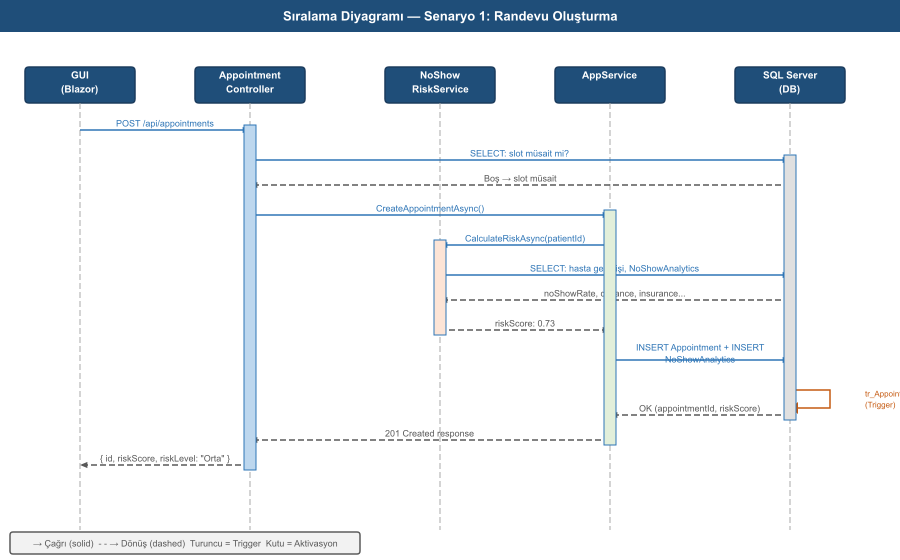 Sıralama Diyagramı — Senaryo 1: Randevu Oluşturma
GUI
(Blazor)
Appointment
Controller
NoShow
RiskService
AppService
SQL Server
(DB)
POST /api/appointments
SELECT: slot müsait mi?
Boş → slot müsait
CreateAppointmentAsync()
CalculateRiskAsync(patientId)
SELECT: hasta NoShowAnalytics
noShowRate, insurance...
riskScore: 0.73
INSERT Appointment + INSERT
NoShowAnalytics
(Trigger)
OK (appointmentId, riskScore)
201 Created response
{ id, riskScore, riskLevel: "Orta" }
→ Çağrı (solid) - - → Dönüş (dashed) Turuncu = Trigger Kutu = Aktivasyon